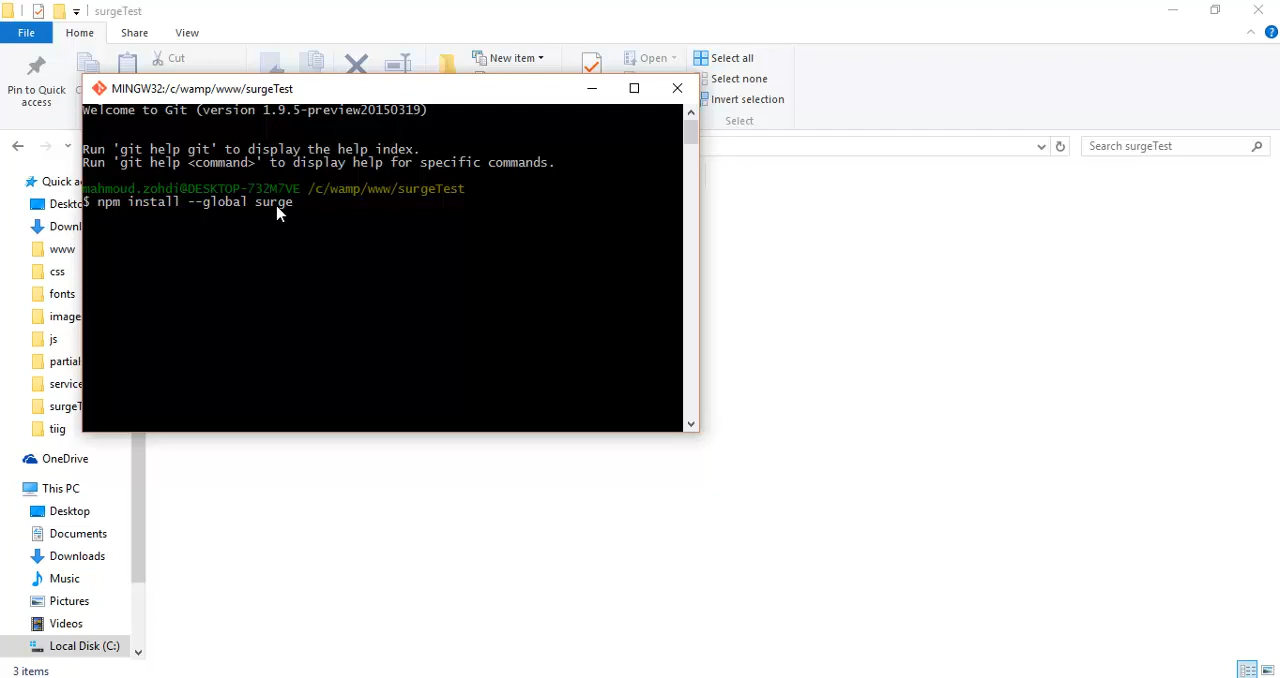 surgeTest
File
Home
Share
View
Pin to Quick access
Cut
New item
Open
Select all
Select none
Invert selection
Select
MINGW32:/c/wamp/www/surgeTest
Welcome to Git (version 1.9.5-preview20150319)
Run 'git help git' to display the help index.
Run 'git help <command>' to display help for specific commands.
mahmoud.zohdi@DESKTOP-732M7VE /c/wamp/www/surgeTest
$ npm install --global surge
Search surgeTest
Quick a
Deskto
Downl
www
css
fonts
image
js
partial
service
surgeT
tiig
OneDrive
This PC
Desktop
Documents
Downloads
Music
Pictures
Videos
Local Disk (C:)
3 items